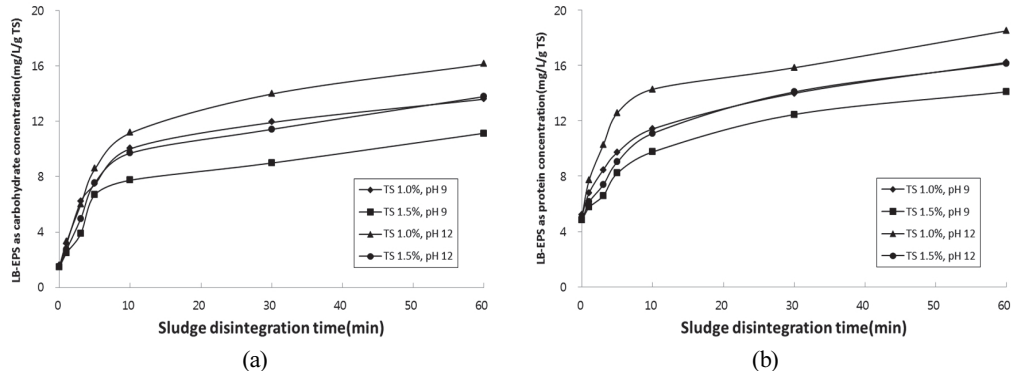 (a)
LB-EPS as carbohydrate concentration(mg/L/g TS)
20
16
12
8
4
0
0 10 20 30 40 50 60
Sludge disintegration time(min)
TS 1.0%, pH 9
TS 1.5%, pH 9
TS 1.0%, pH 12
TS 1.5%, pH 12
(b)
LB-EPS as protein concentration(mg/L/g TS)
20
16
12
8
4
0
0 10 20 30 40 50 60
Sludge disintegration time(min)
TS 1.0%, pH 9
TS 1.5%, pH 9
TS 1.0%, pH 12
TS 1.5%, pH 12
(a)
(b)